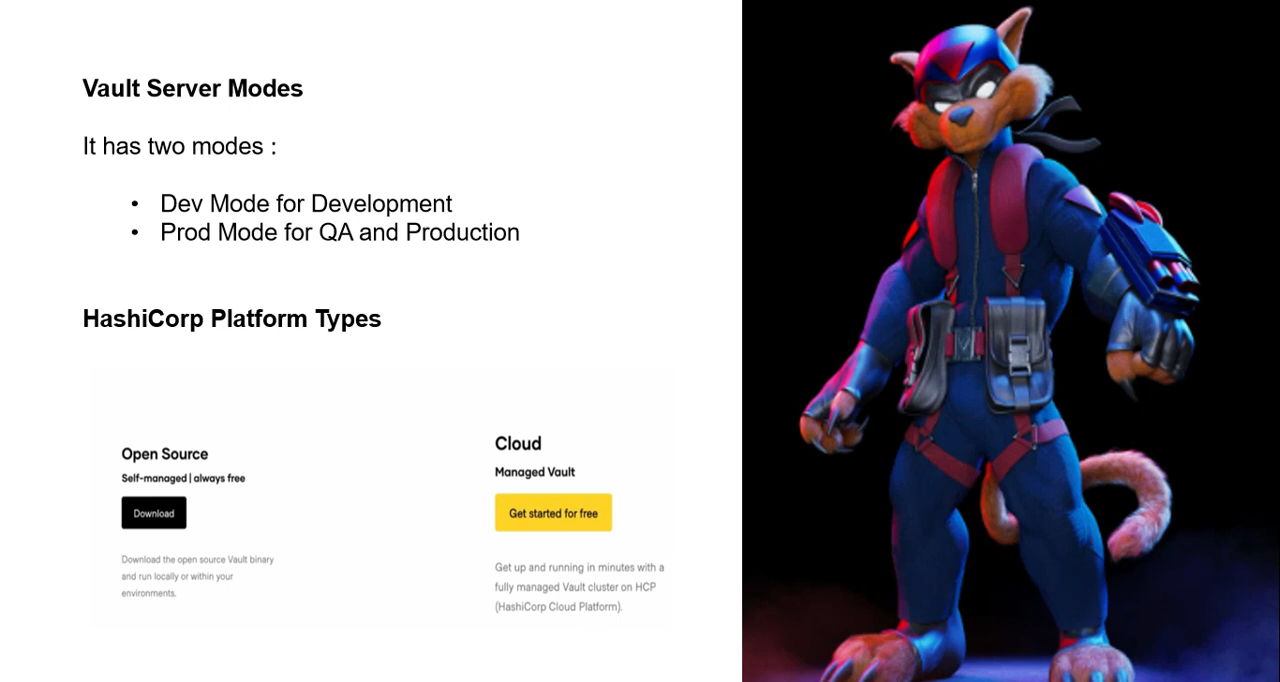 Vault Server Modes
It has two modes :
• Dev Mode for Development
• Prod Mode for QA and Production
HashiCorp Platform Types
Open Source
Self-managed | always free
Download
Download the open source Vault binary
and run locally or within your
environments.
Cloud
Managed Vault
Get started for free
Get up and running in minutes with a
fully managed Vault cluster on HCP
(HashiCorp Cloud Platform).